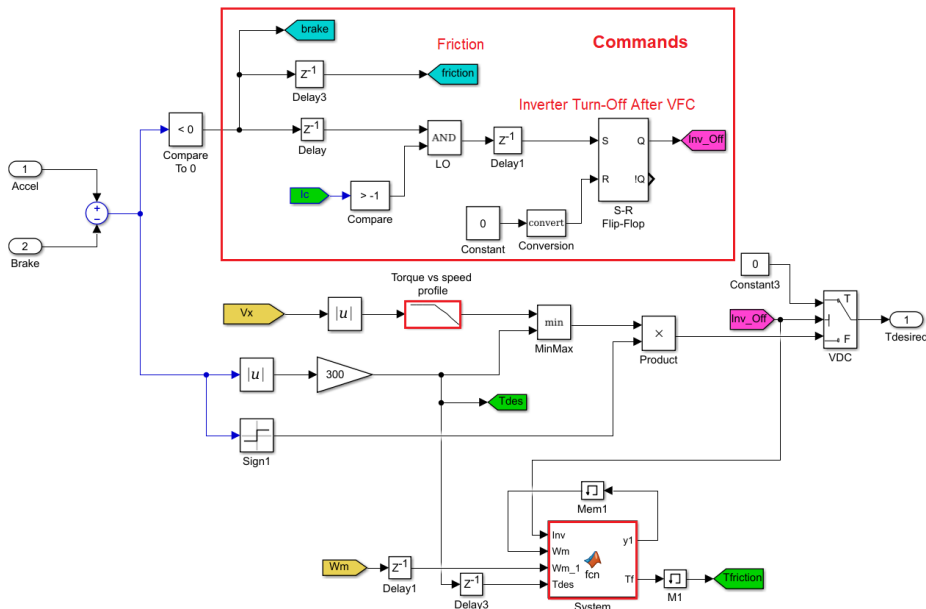 brake
Friction
Commands
Z-1
Delay3
friction
Inverter Turn-Off After VFC
< 0
Compare
To 0
Z-1
Delay
AND
LO
Z-1
Delay1
S
Q
R
!Q
S-R
Flip-Flop
Inv_Off
1
Accel
Ic
> -1
Compare
0
Constant
convert
Conversion
+
−
2
Brake
0
Constant3
Torque vs speed
profile
Vx
|u|
min
MinMax
×
Product
Inv_Off
T
F
VDC
1
Tdesired
|u|
300
Tdes
Sign1
Mem1
Inv
Wm
Wm_1
Tdes
fcn
y1
Tf
System
Wm
Z-1
Delay1
Z-1
Delay3
M1
Tfriction